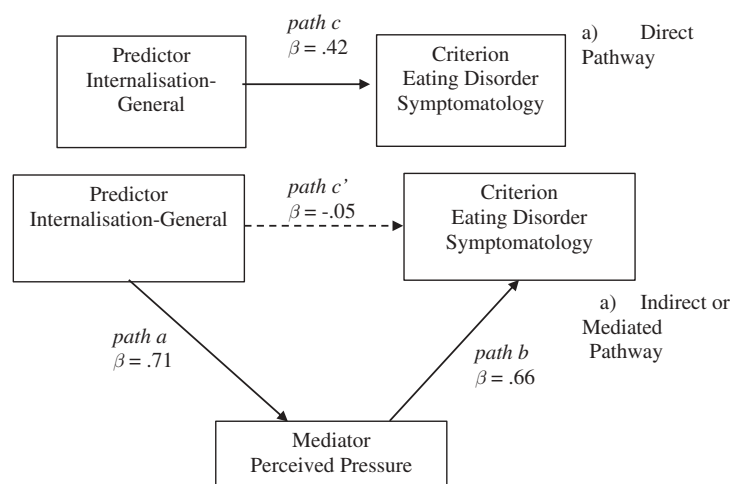 path c
β = .42
Predictor
Internalisation-
General
Criterion
Eating Disorder
Symptomatology
a) Direct
Pathway
Predictor
Internalisation-General
path c'
β = -.05
Criterion
Eating Disorder
Symptomatology
a) Indirect or
Mediated
Pathway
path a
β = .71
path b
β = .66
Mediator
Perceived Pressure